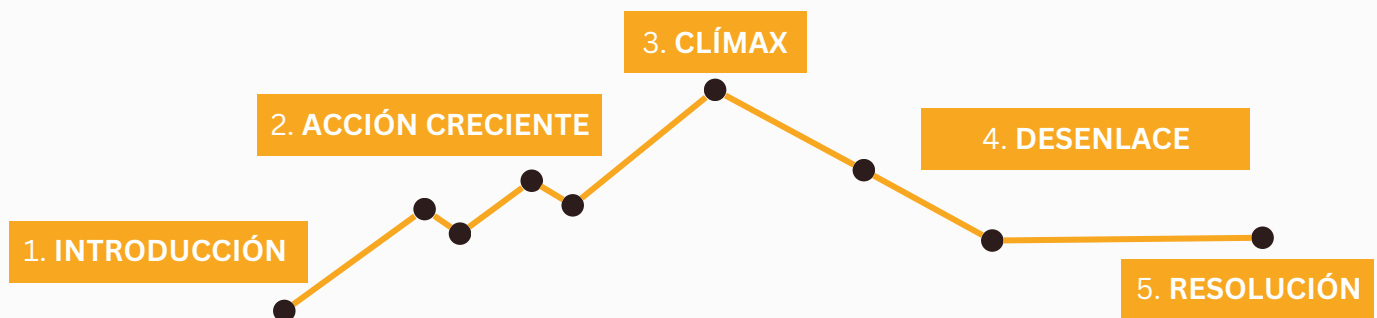 1. INTRODUCCIÓN
2. ACCIÓN CRECIENTE
3. CLÍMAX
4. DESENLACE
5. RESOLUCIÓN